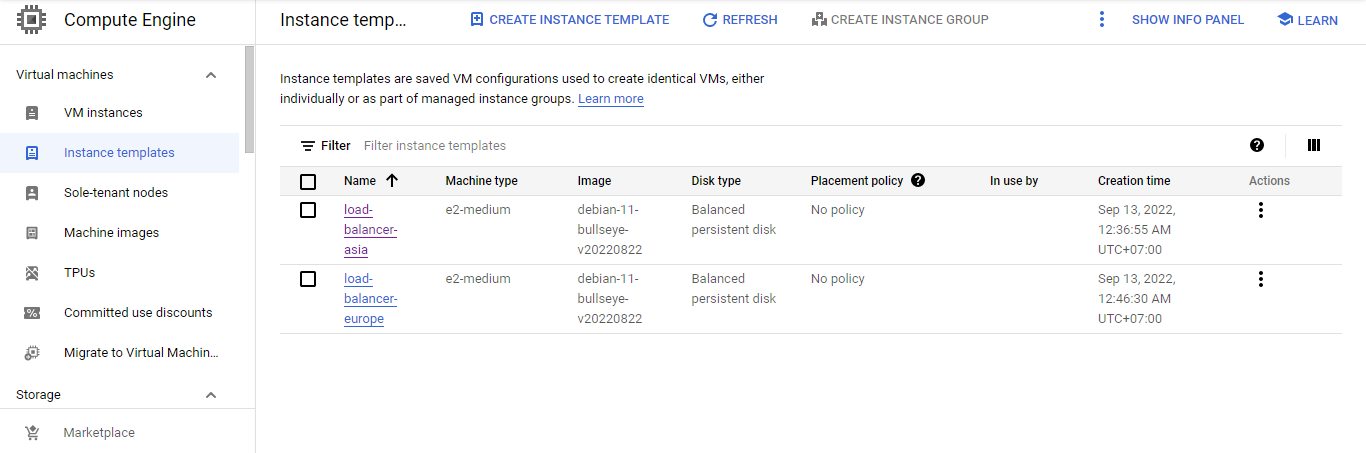 Compute Engine
Instance temp...
CREATE INSTANCE TEMPLATE
REFRESH
CREATE INSTANCE GROUP
SHOW INFO PANEL
LEARN
Virtual machines
VM instances
Instance templates
Sole-tenant nodes
Machine images
TPUs
Committed use discounts
Migrate to Virtual Machin...
Storage
Marketplace
Instance templates are saved VM configurations used to create identical VMs, either
individually or as part of managed instance groups. Learn more
Filter Filter instance templates
Name Machine type Image Disk type Placement policy In use by Creation time Actions
load- e2-medium debian-11- Balanced No policy Sep 13, 2022,
balancer- bullseye- persistent disk 12:36:55 AM
asia v20220822 UTC+07:00
load- e2-medium debian-11- Balanced No policy Sep 13, 2022,
balancer- bullseye- persistent disk 12:46:30 AM
europe v20220822 UTC+07:00